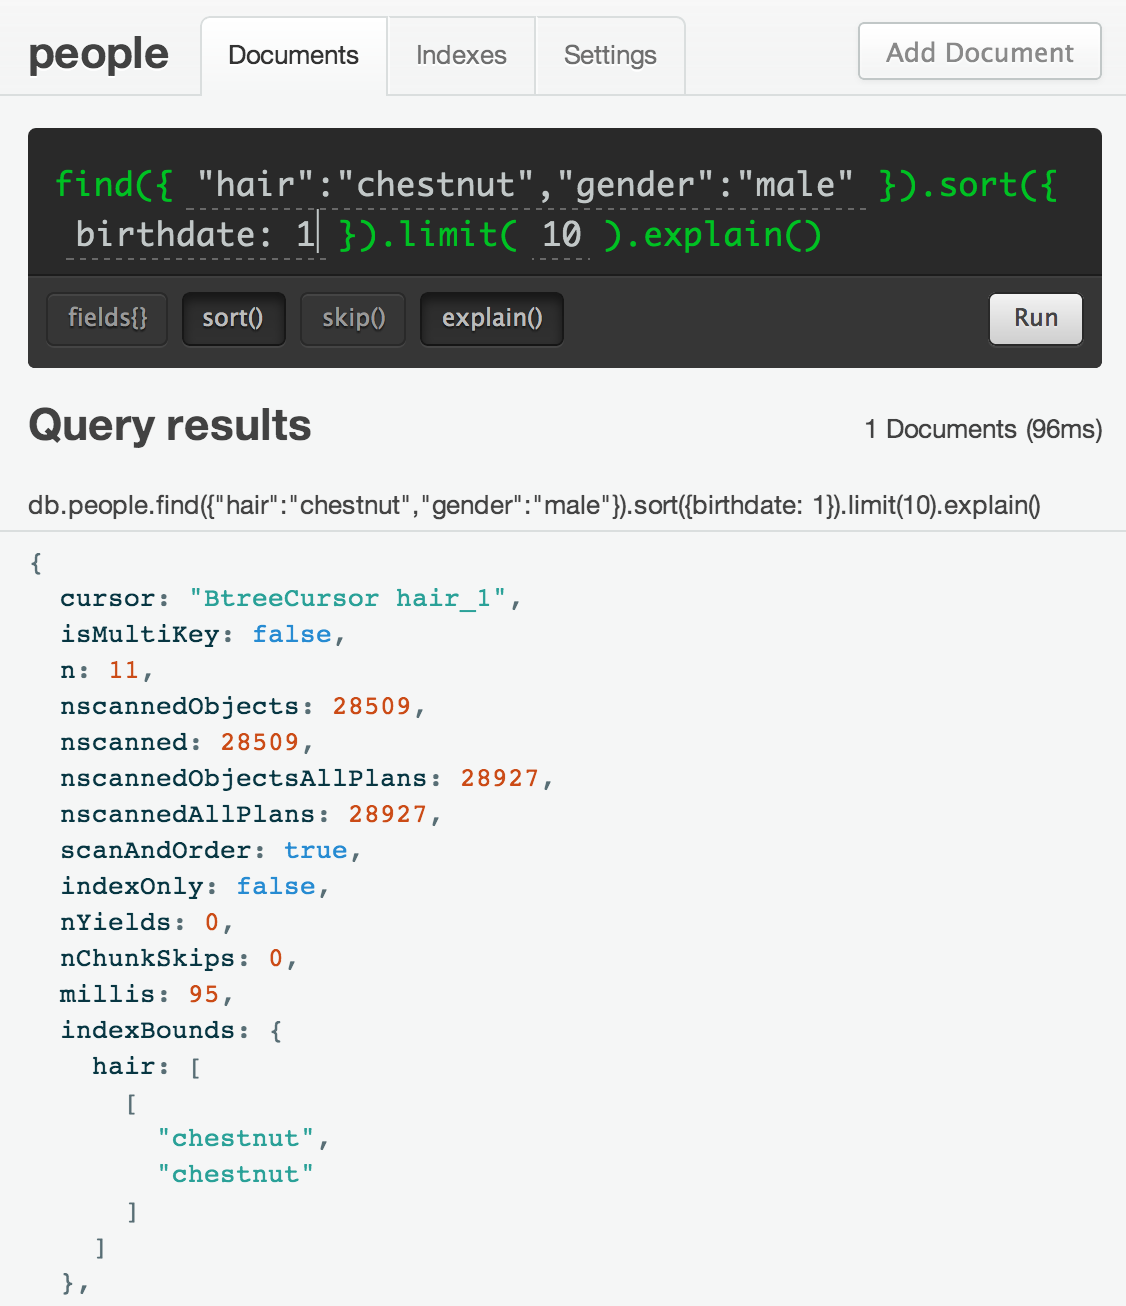 people Documents Indexes Settings Add Document
find({ "hair":"chestnut","gender":"male" }).sort({
birthdate: 1 }).limit( 10 ).explain()
fields{} sort() skip() explain() Run
Query results 1 Documents (96ms)
db.people.find({"hair":"chestnut","gender":"male"}).sort({birthdate: 1}).limit(10).explain()
{
cursor: "BtreeCursor hair_1",
isMultiKey: false,
n: 11,
nscannedObjects: 28509,
nscanned: 28509,
nscannedObjectsAllPlans: 28927,
nscannedAllPlans: 28927,
scanAndOrder: true,
indexOnly: false,
nYields: 0,
nChunkSkips: 0,
millis: 95,
indexBounds: {
hair: [
[
"chestnut",
"chestnut"
]
]
},